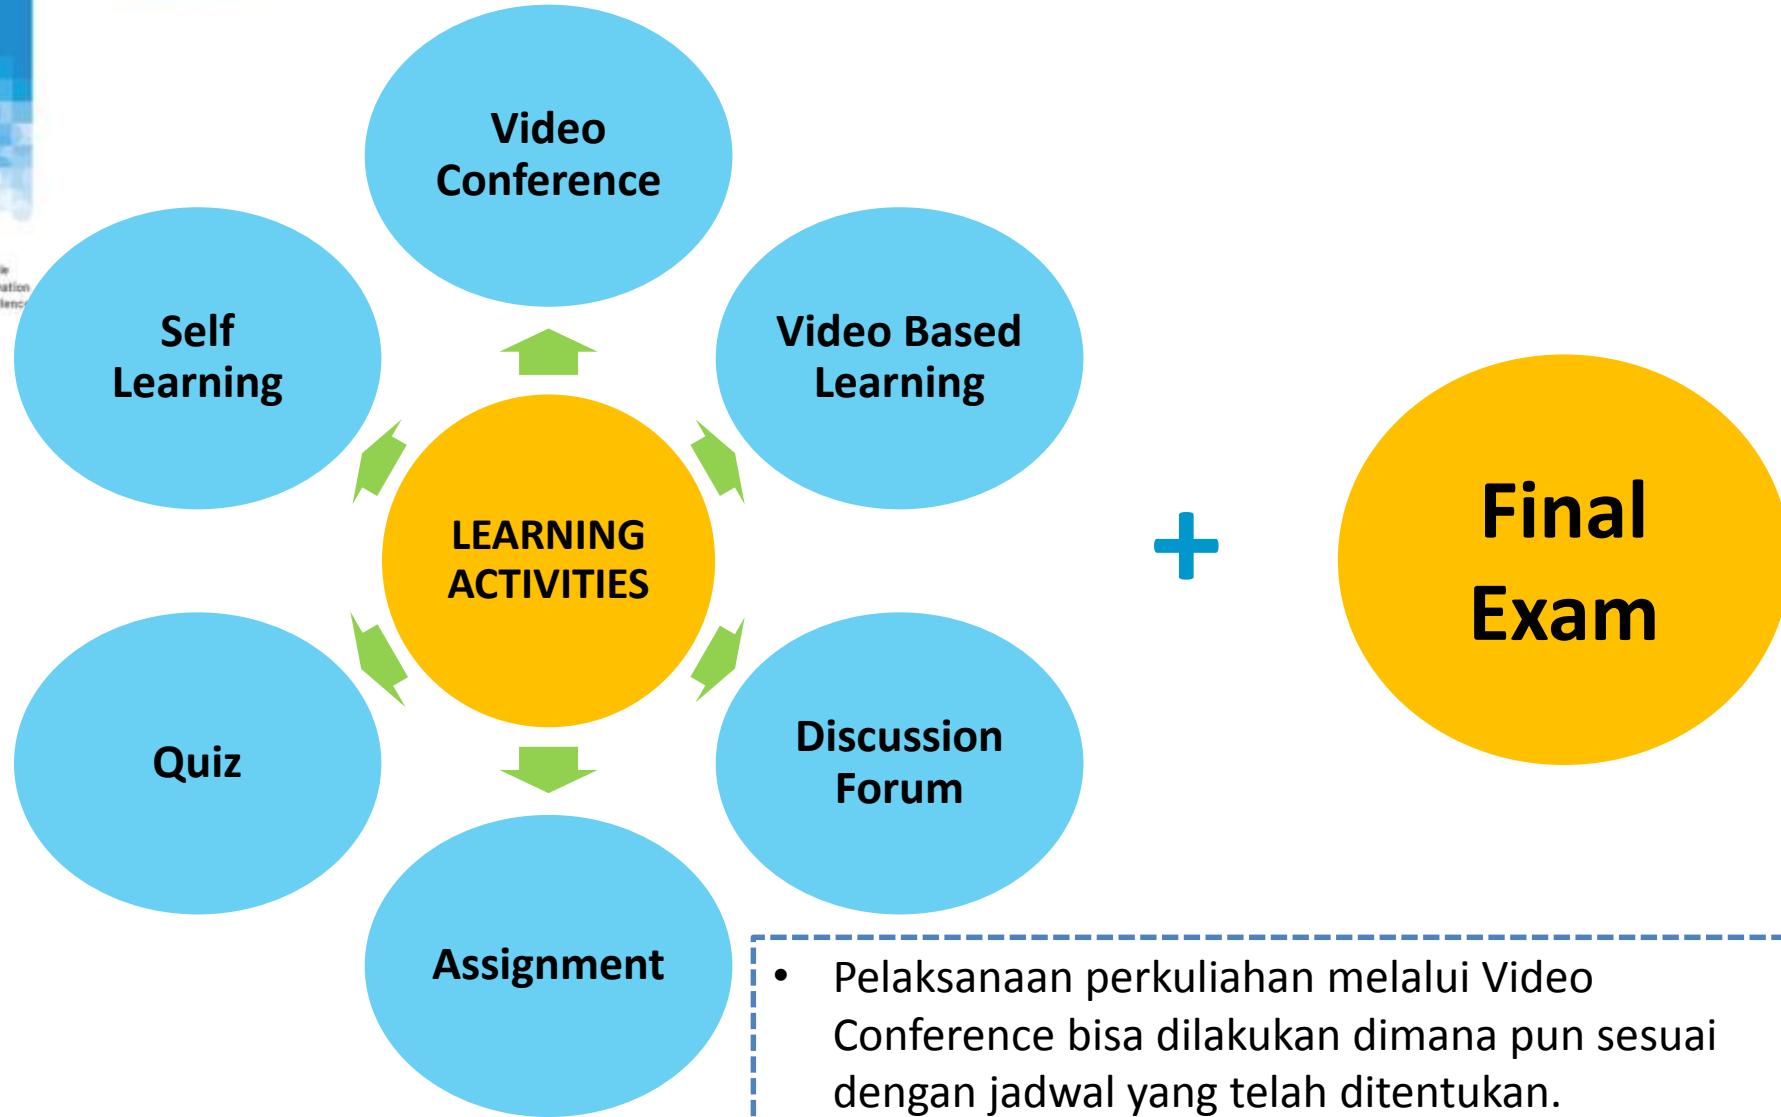 Video
Conference
Self
Learning
Video Based
Learning
LEARNING
ACTIVITIES
+
Final
Exam
Quiz
Discussion
Forum
Assignment
• Pelaksanaan perkuliahan melalui Video
Conference bisa dilakukan dimana pun sesuai
dengan jadwal yang telah ditentukan.